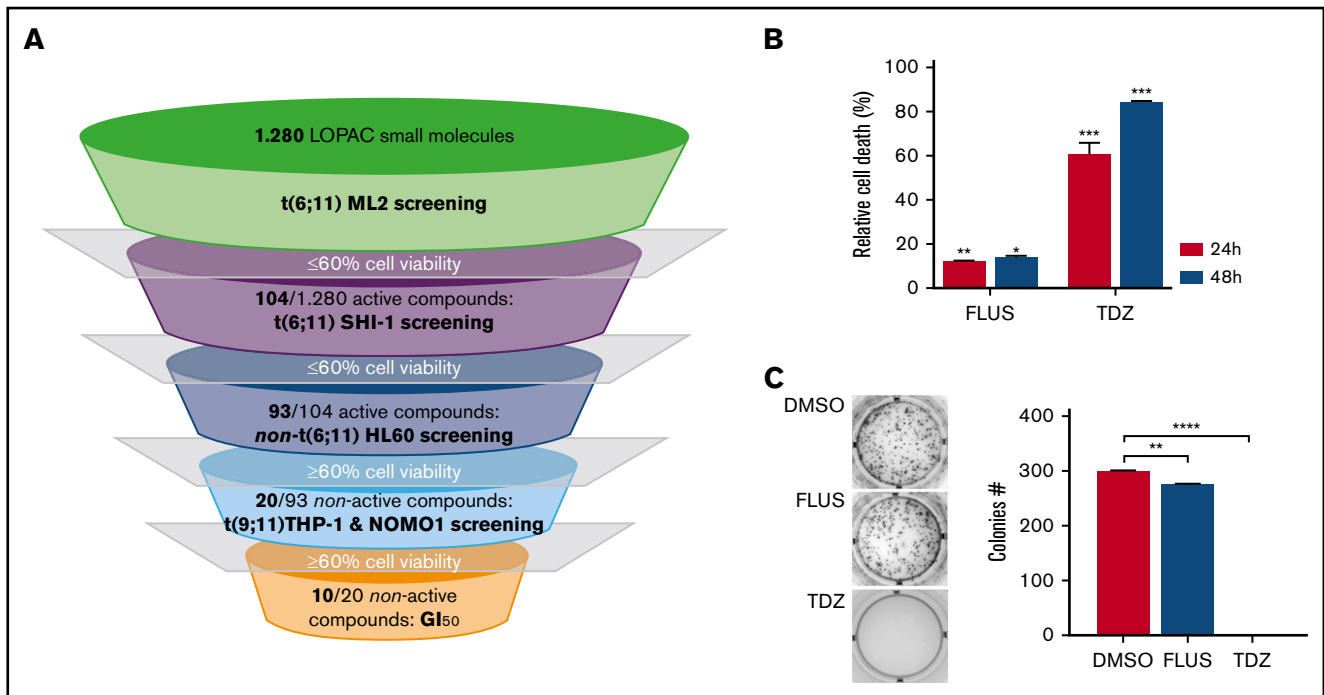 A
1.280 LOPAC small molecules
t(6;11) ML2 screening
≤60% cell viability
104/1.280 active compounds:
t(6;11) SHI-1 screening
≤60% cell viability
93/104 active compounds:
non-t(6;11) HL60 screening
≥60% cell viability
20/93 non-active compounds:
t(9;11)THP-1 & NOMO1 screening
≥60% cell viability
10/20 non-active
compounds: GI50
B
Relative cell death (%)
100
80
60
40
20
0
**
*
***
***
FLUS
TDZ
24h
48h
C
DMSO
FLUS
TDZ
Colonies #
400
300
200
100
0
****
**
DMSO
FLUS
TDZ